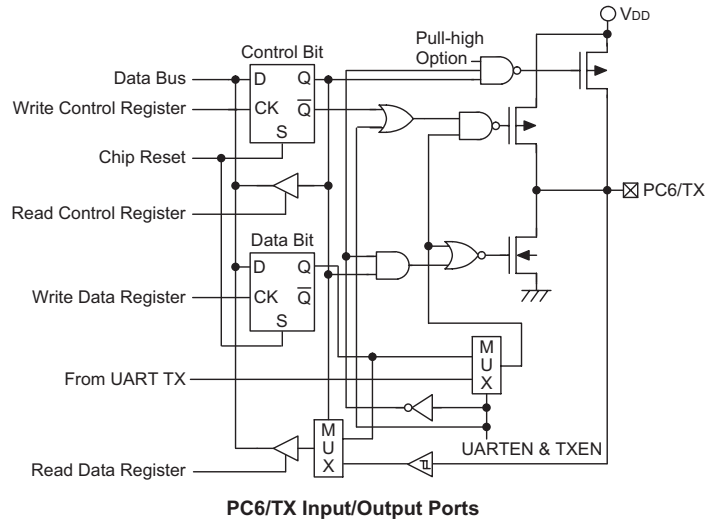 VDD
Pull-high
Option
Control Bit
Data Bus
D Q
Write Control Register
CK Q
S
Chip Reset
PC6/TX
Read Control Register
Data Bit
D Q
Write Data Register
CK Q
S
From UART TX
MUX
MUX
UARTEN & TXEN
Read Data Register
PC6/TX Input/Output Ports